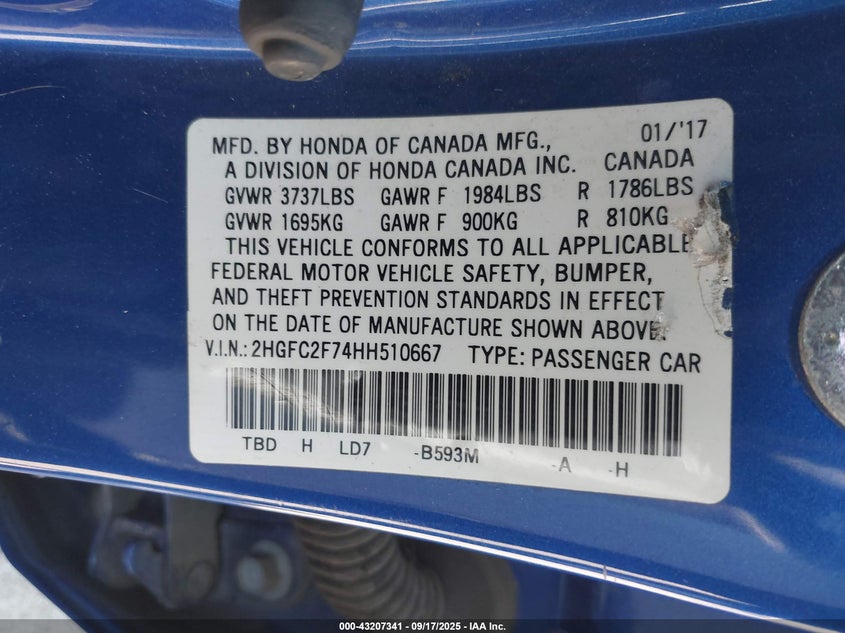 MFD. BY HONDA OF CANADA MFG., 01/'17
A DIVISION OF HONDA CANADA INC. CANADA
GVWR 3737LBS GAWR F 1984LBS R 1786LBS
GVWR 1695KG GAWR F 900KG R 810KG
THIS VEHICLE CONFORMS TO ALL APPLICABLE
FEDERAL MOTOR VEHICLE SAFETY, BUMPER,
AND THEFT PREVENTION STANDARDS IN EFFECT
ON THE DATE OF MANUFACTURE SHOWN ABOVE.
V.I.N.: 2HGFC2F74HH510667 TYPE: PASSENGER CAR
TBD H LD7 -B593M -A -H
000-43207341 - 09/17/2025 - IAA Inc.